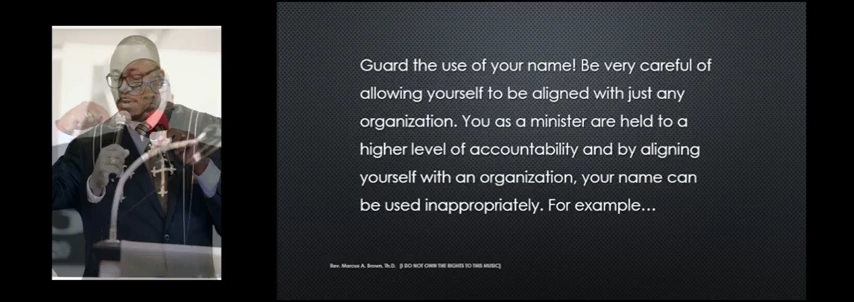 Guard the use of your name! Be very careful of
allowing yourself to be aligned with just any
organization. You as a minister are held to a
higher level of accountability and by aligning
yourself with an organization, your name can
be used inappropriately. For example…
Rev. Marcus A. Brown, Th.D. [I DO NOT OWN THE RIGHTS TO THIS MUSIC]